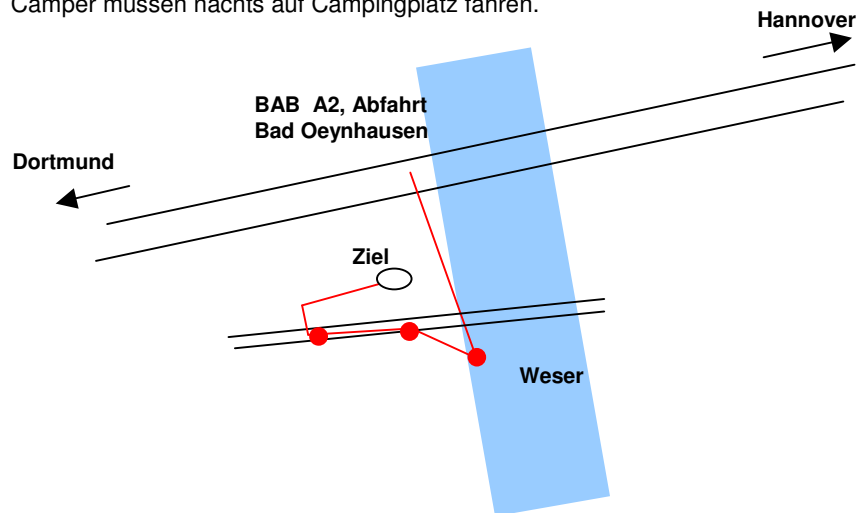 Camper müssen nachts auf Campingplatz fahren.
Hannover
BAB A2, Abfahrt
Bad Oeynhausen
Dortmund
Ziel
Weser